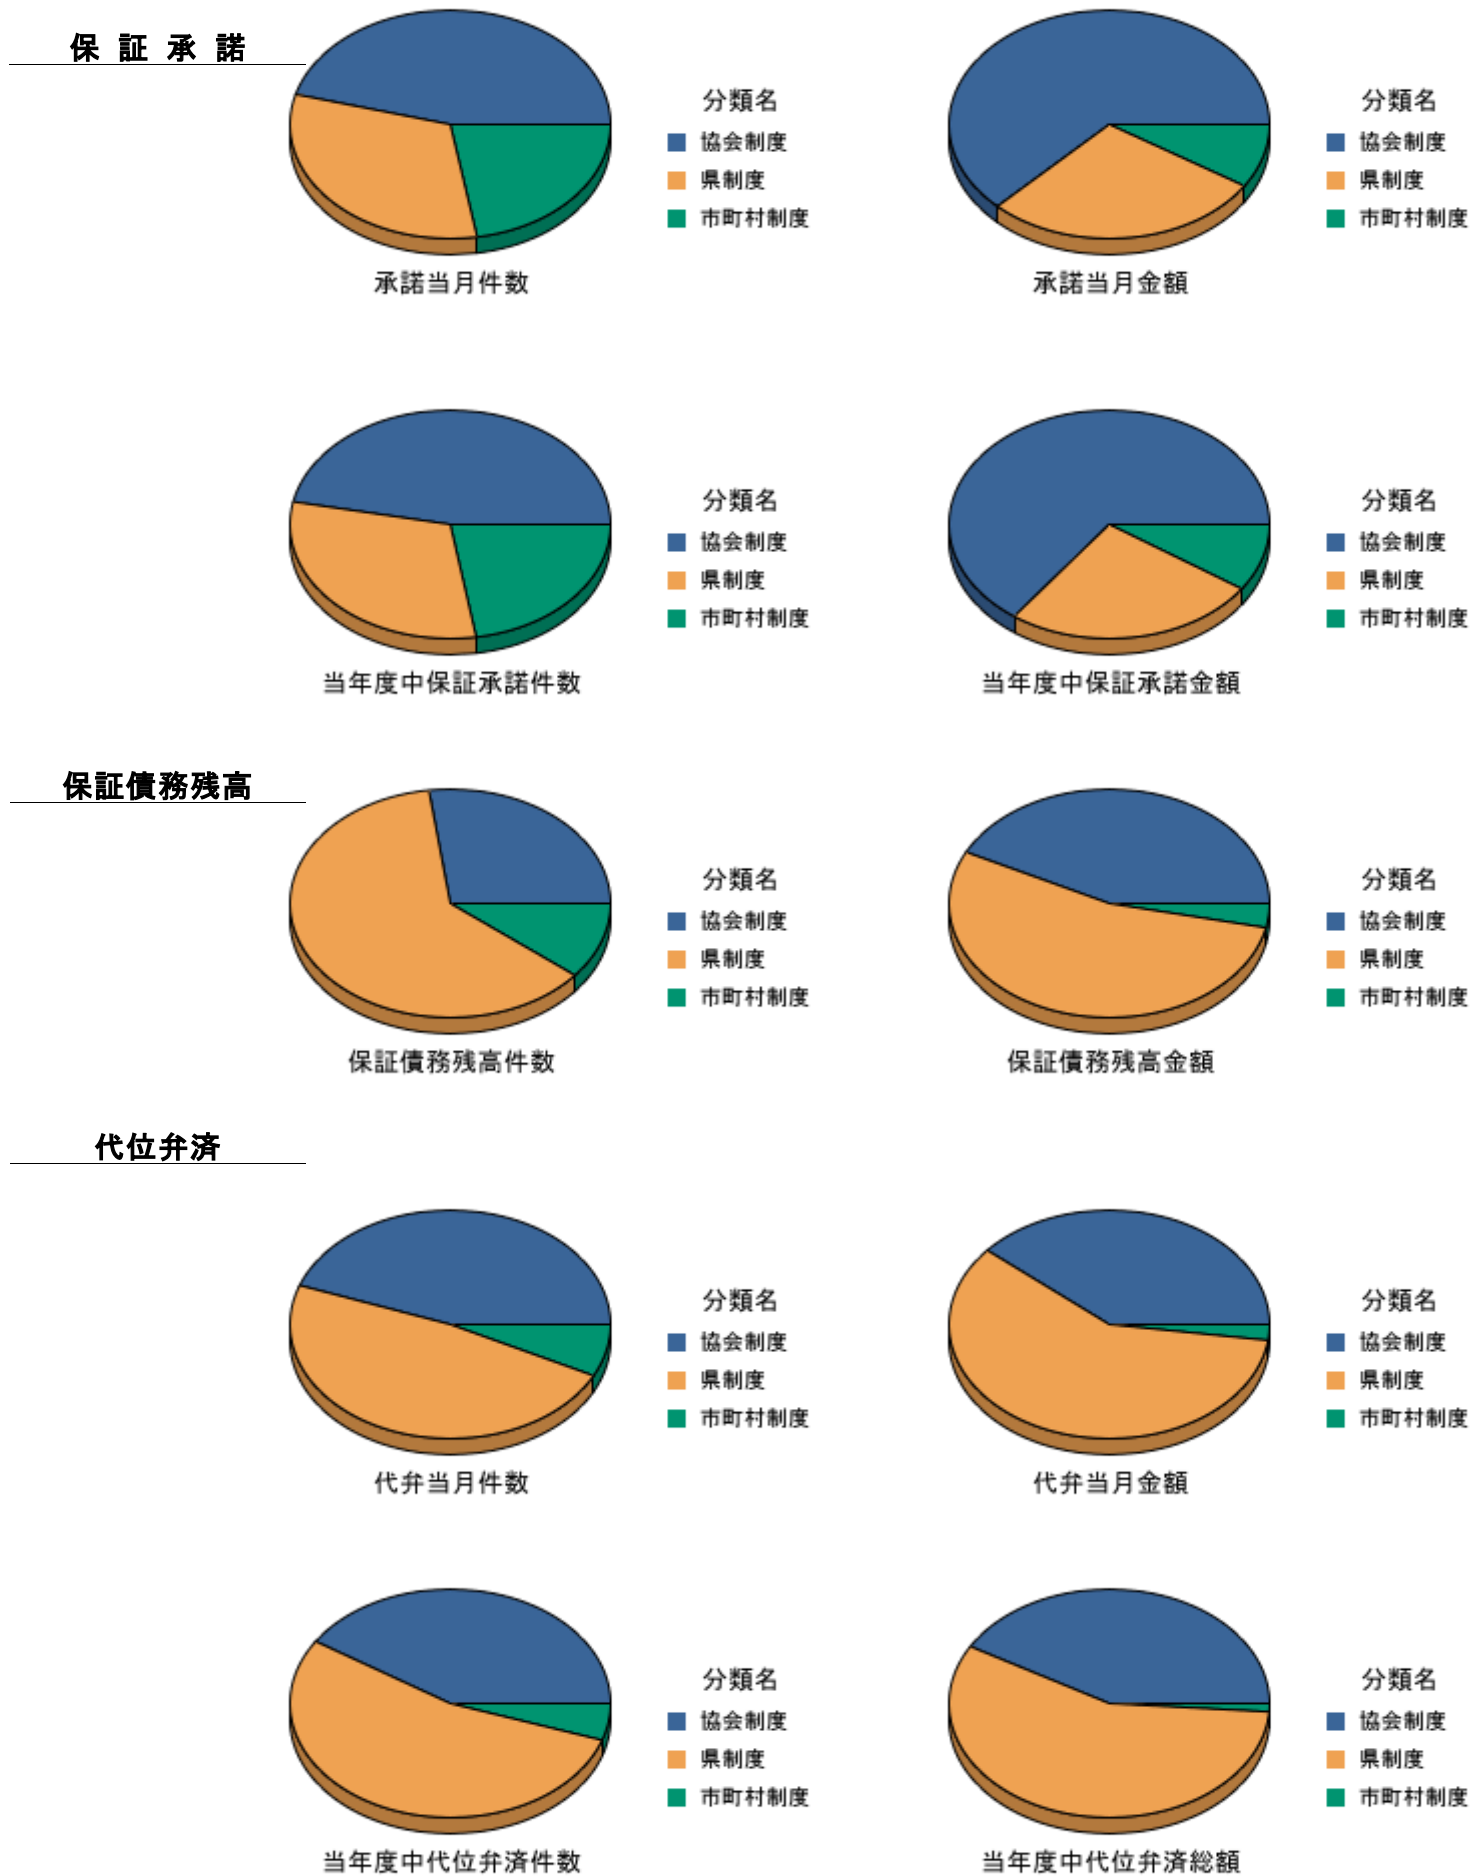 保 証 承 諾
分類名
協会制度
県制度
市町村制度
承諾当月件数
分類名
協会制度
県制度
市町村制度
承諾当月金額
分類名
協会制度
県制度
市町村制度
当年度中保証承諾件数
分類名
協会制度
県制度
市町村制度
当年度中保証承諾金額
保証債務残高
分類名
協会制度
県制度
市町村制度
保証債務残高件数
分類名
協会制度
県制度
市町村制度
保証債務残高金額
代位弁済
分類名
協会制度
県制度
市町村制度
代弁当月件数
分類名
協会制度
県制度
市町村制度
代弁当月金額
分類名
協会制度
県制度
市町村制度
当年度中代位弁済件数
分類名
協会制度
県制度
市町村制度
当年度中代位弁済総額